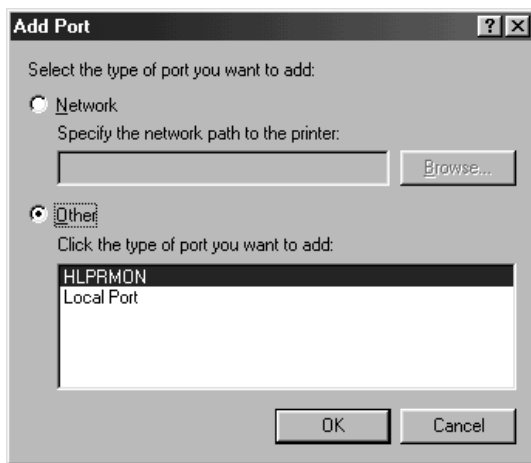 Add Port
Select the type of port you want to add:
Network
Specify the network path to the printer:
Browse...
Other
Click the type of port you want to add:
HLPRMON
Local Port
OK
Cancel